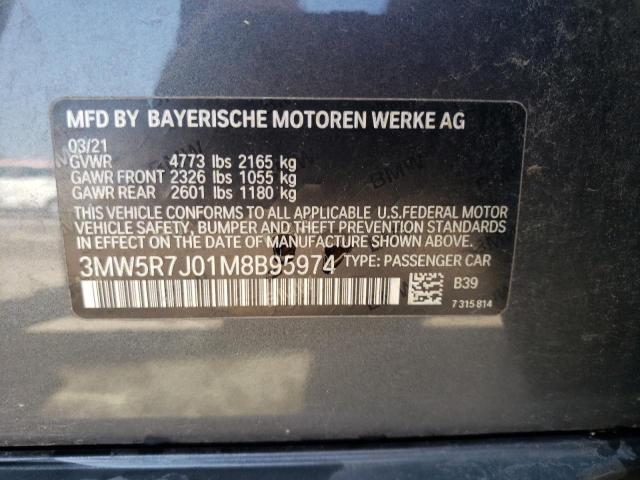 MFD BY BAYERISCHE MOTOREN WERKE AG
03/21
GVWR 4773 lbs 2165 kg
GAWR FRONT 2326 lbs 1055 kg
GAWR REAR 2601 lbs 1180 kg
THIS VEHICLE CONFORMS TO ALL APPLICABLE U.S.FEDERAL MOTOR
VEHICLE SAFETY, BUMPER AND THEFT PREVENTION STANDARDS
IN EFFECT ON THE DATE OF MANUFACTURE SHOWN ABOVE.
3MW5R7J01M8B95974 TYPE: PASSENGER CAR
B39
7 315 814